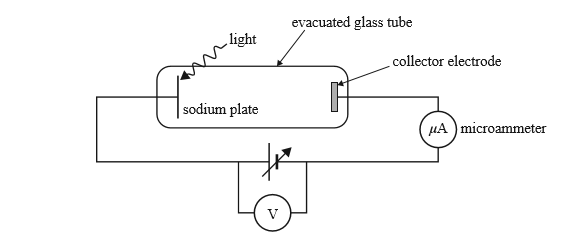 evacuated glass tube
light
collector electrode
sodium plate
μA
microammeter
V